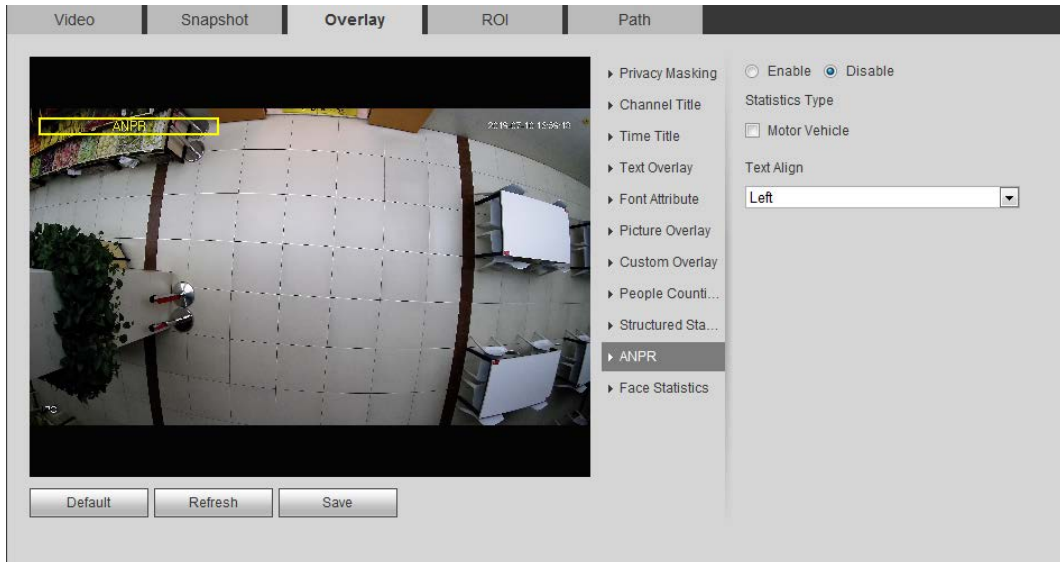 Video Snapshot Overlay ROI Path
ANPR
Privacy Masking
Channel Title
Time Title
Text Overlay
Font Attribute
Picture Overlay
Custom Overlay
People Counti...
Structured Sta...
ANPR
Face Statistics
Enable Disable
Statistics Type
Motor Vehicle
Text Align
Left
Default Refresh Save